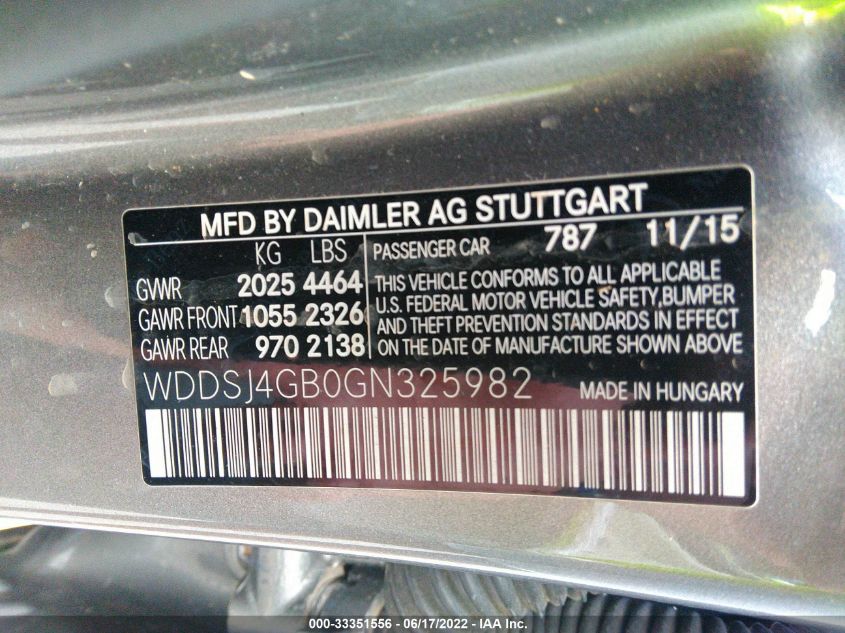 MFD BY DAIMLER AG STUTTGART
KG LBS
GVWR 2025 4464
GAWR FRONT 1055 2326
GAWR REAR 970 2138
PASSENGER CAR 787 11/15
THIS VEHICLE CONFORMS TO ALL APPLICABLE
U.S. FEDERAL MOTOR VEHICLE SAFETY,BUMPER
AND THEFT PREVENTION STANDARDS IN EFFECT
ON THE DATE OF MANUFACTURE SHOWN ABOVE
WDDSJ4GB0GN325982 MADE IN HUNGARY
000-33351556 - 06/17/2022 - IAA Inc.